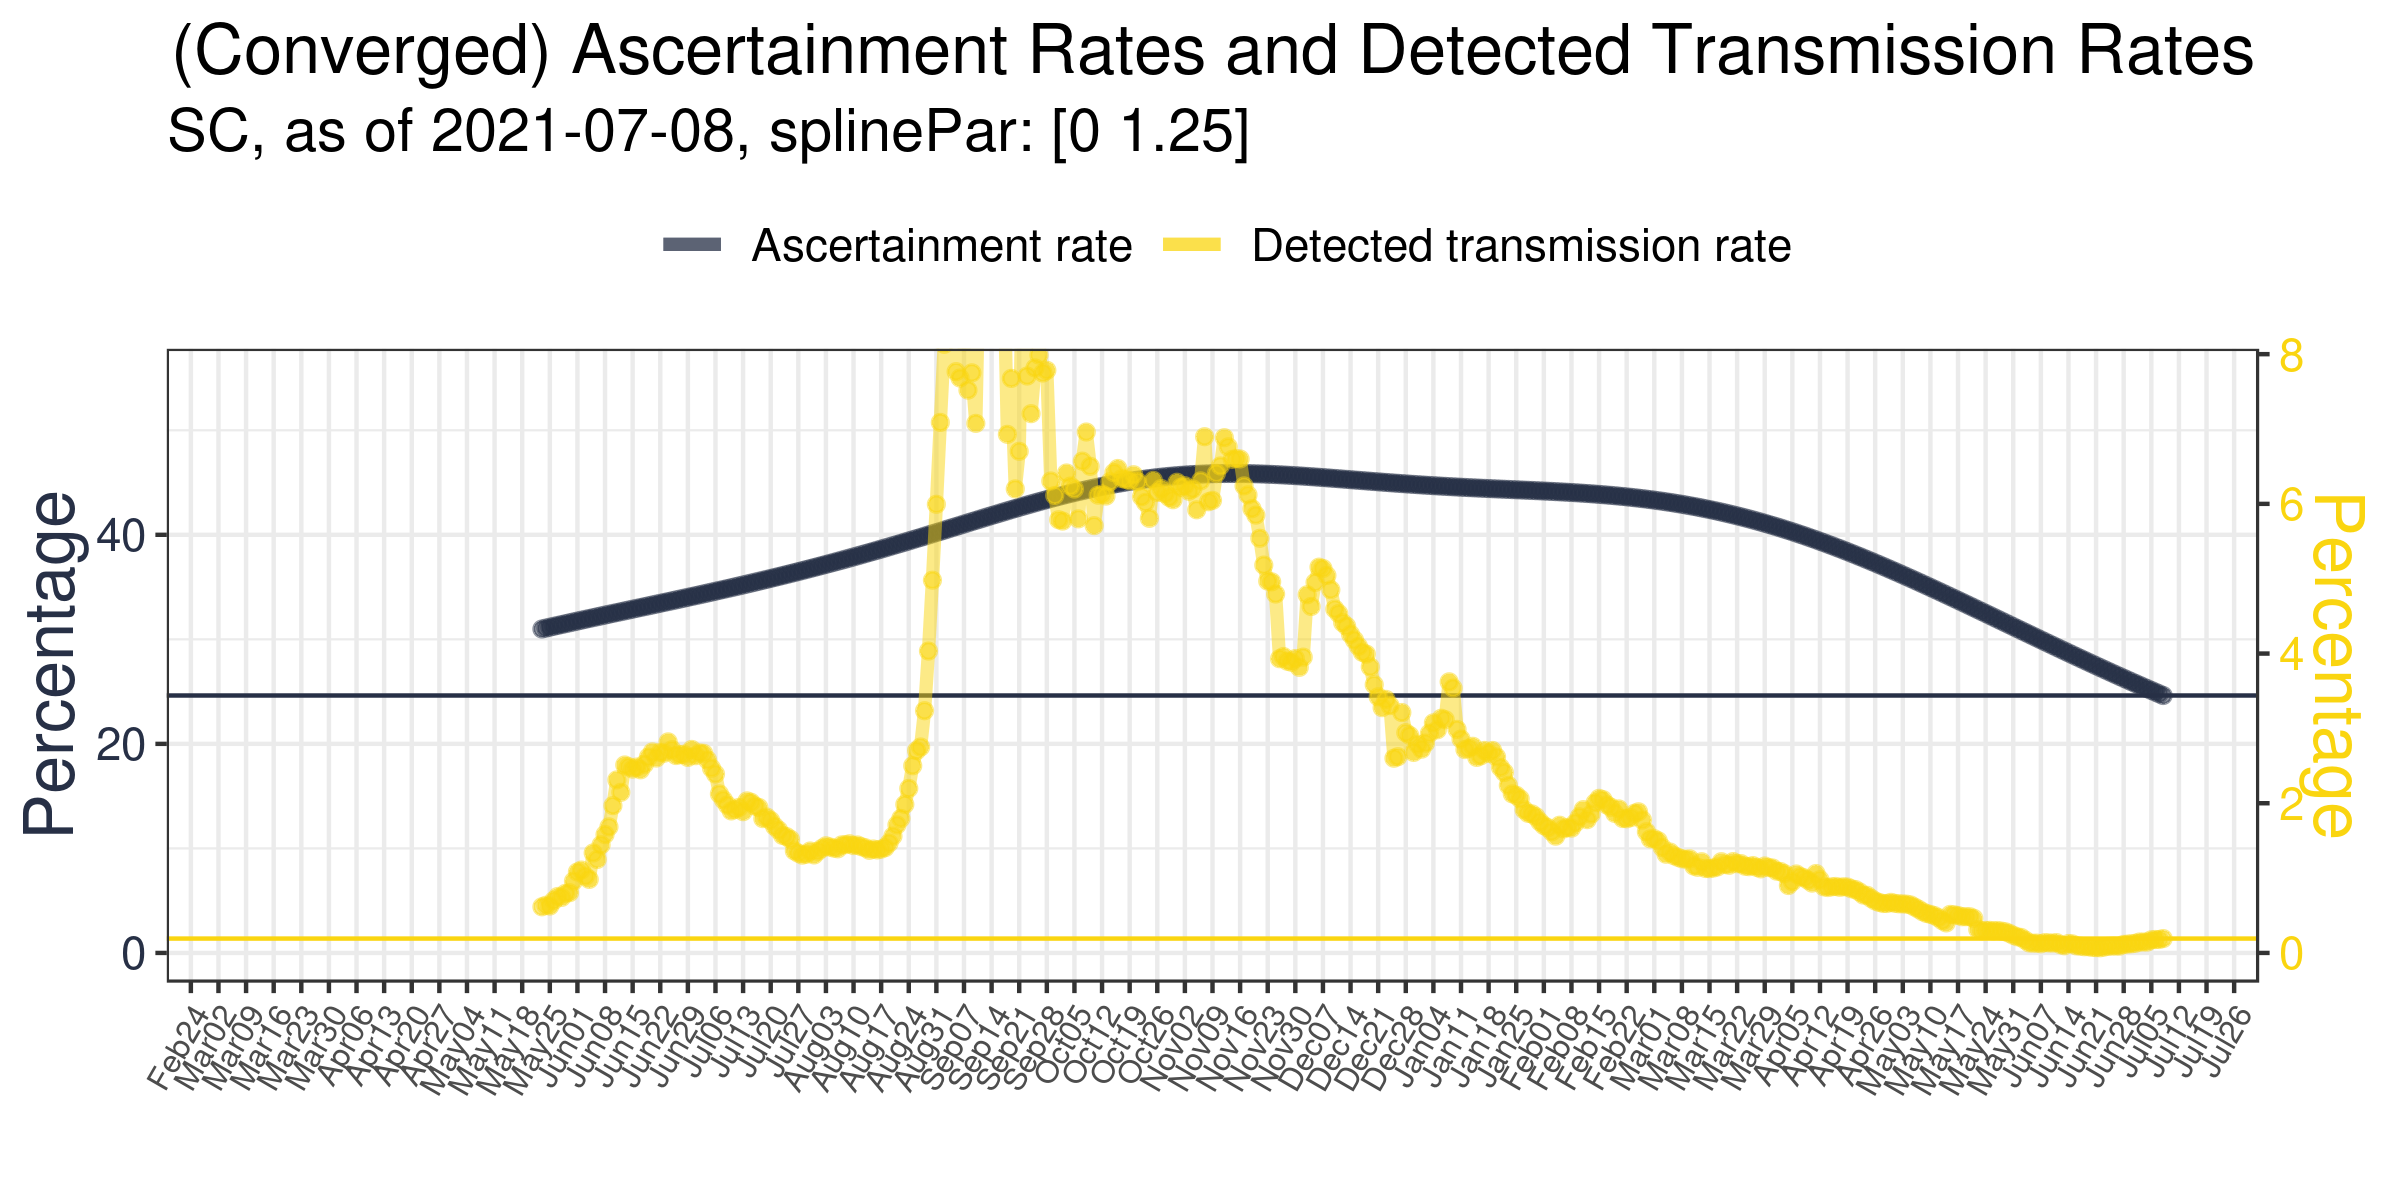 (Converged) Ascertainment Rates and Detected Transmission Rates
SC, as of 2021-07-08, splinePar: [0 1.25]
Ascertainment rate
Detected transmission rate
Percentage
40
20
0
8
6
4
2
0
Percentage
Feb24
Mar02
Mar09
Mar16
Mar23
Mar30
Apr06
Apr13
Apr20
Apr27
May04
May11
May18
May25
Jun01
Jun08
Jun15
Jun22
Jun29
Jul06
Jul13
Jul20
Jul27
Aug03
Aug10
Aug17
Aug24
Aug31
Sep07
Sep14
Sep21
Sep28
Oct05
Oct12
Oct19
Oct26
Nov02
Nov09
Nov16
Nov23
Nov30
Dec07
Dec14
Dec21
Dec28
Jan04
Jan11
Jan18
Jan25
Feb01
Feb08
Feb15
Feb22
Mar01
Mar08
Mar15
Mar22
Mar29
Apr05
Apr12
Apr19
Apr26
May03
May10
May17
May24
May31
Jun07
Jun14
Jun21
Jun28
Jul05
Jul12
Jul19
Jul26